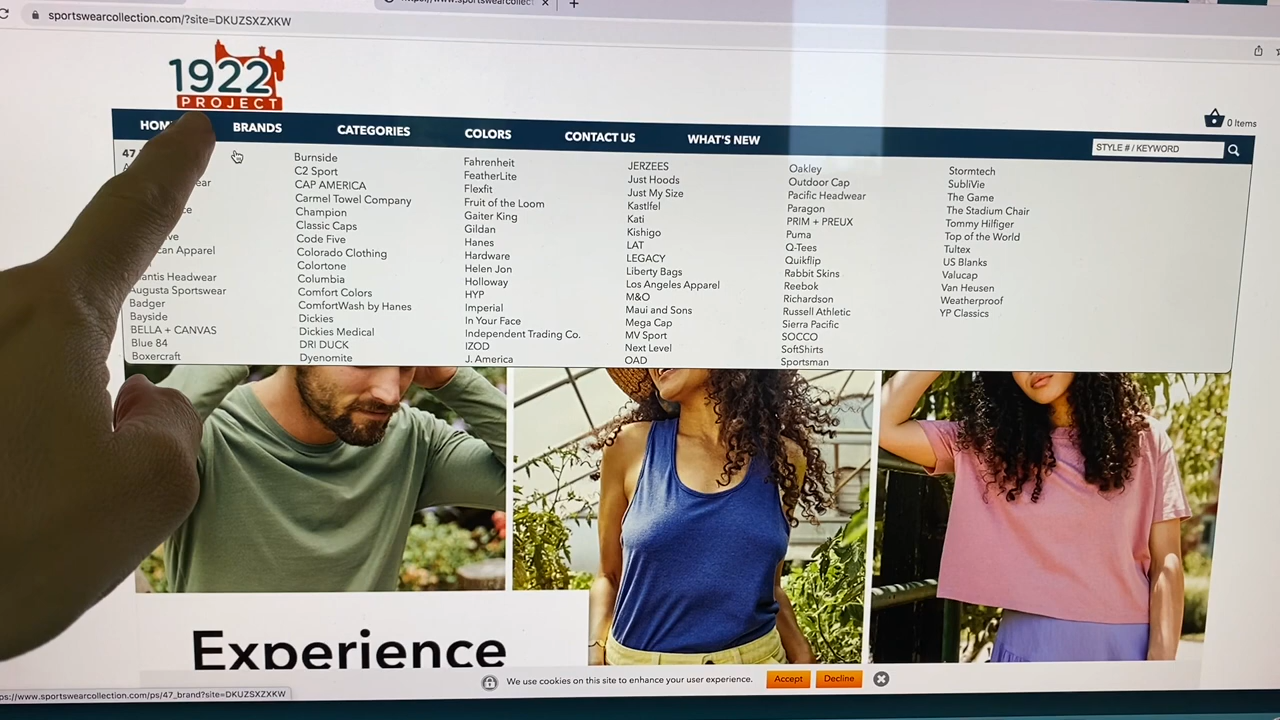 sportswearcollection.com/?site=DKUZSXZXKW
1922
PROJECT
0 Items
BRANDS
CATEGORIES
COLORS
CONTACT US
WHAT'S NEW
STYLE # / KEYWORD
47
Augusta Sportswear
Badger
Bayside
BELLA + CANVAS
Blue 84
Boxercraft
Burnside
C2 Sport
CAP AMERICA
Carmel Towel Company
Champion
Classic Caps
Code Five
Colorado Clothing
Colortone
Columbia
Comfort Colors
ComfortWash by Hanes
Dickies
Dickies Medical
DRI DUCK
Dyenomite
Fahrenheit
FeatherLite
Flexfit
Fruit of the Loom
Gaiter King
Gildan
Hanes
Hardware
Helen Jon
Holloway
HYP
Imperial
In Your Face
Independent Trading Co.
IZOD
J. America
JERZEES
Just Hoods
Just My Size
Kastlfel
Kati
Kishigo
LAT
LEGACY
Liberty Bags
Los Angeles Apparel
M&O
Maui and Sons
Mega Cap
MV Sport
Next Level
OAD
Oakley
Outdoor Cap
Pacific Headwear
Paragon
PRIM + PREUX
Puma
Q-Tees
Quikflip
Rabbit Skins
Reebok
Richardson
Russell Athletic
Sierra Pacific
SOCCO
SoftShirts
Sportsman
Stormtech
SubliVie
The Game
The Stadium Chair
Tommy Hilfiger
Top of the World
Tultex
US Blanks
Valucap
Van Heusen
Weatherproof
YP Classics
Experience
We use cookies on this site to enhance your user experience.
Accept
Decline
ps://www.sportswearcollection.com/ps/47_brand?site=DKUZSXZXKW